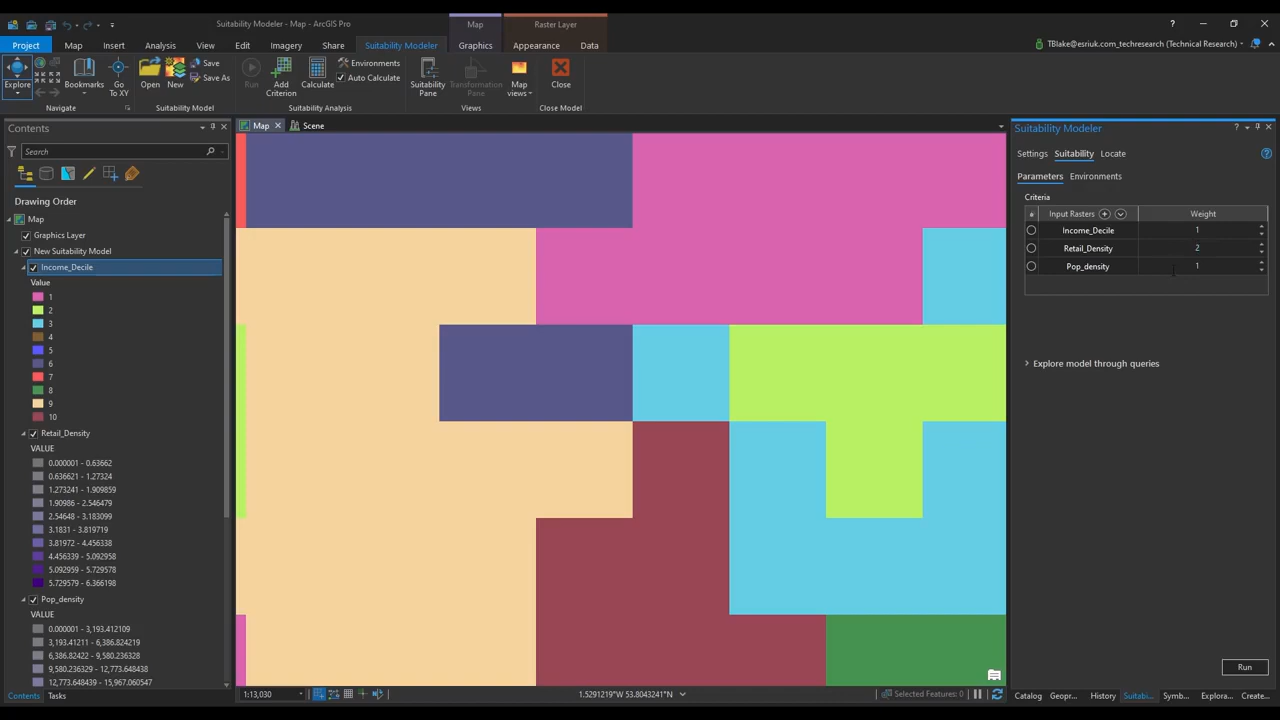 Suitability Modeler - Map - ArcGIS Pro
Map
Raster Layer
?
TBlake@esriuk.com_techresearch (Technical Research)
Project Map Insert Analysis View Edit Imagery Share Suitability Modeler Graphics Appearance Data
Explore
Bookmarks
Go To XY
Navigate
Open
New
Save
Save As
Suitability Model
Run
Add Criterion
Calculate
Environments
Auto Calculate
Suitability Analysis
Suitability Pane
Transformation Pane
Map views
Views
Close
Close Model
Contents
Search
Drawing Order
Map
Graphics Layer
New Suitability Model
Income_Decile
Value
1
2
3
4
5
6
7
8
9
10
Retail_Density
VALUE
0.000001 - 0.63662
0.636621 - 1.27324
1.273241 - 1.909859
1.90986 - 2.546479
2.54648 - 3.183099
3.1831 - 3.819719
3.81972 - 4.456338
4.456339 - 5.092958
5.092959 - 5.729578
5.729579 - 6.366198
Pop_density
VALUE
0.000001 - 3,193.412109
3,193.41211 - 6,386.824219
6,386.82422 - 9,580.236328
9,580.236329 - 12,773.648438
12,773.648439 - 15,967.060547
Contents Tasks
Map Scene
1:13,030
1.5291219°W 53.8043241°N
Selected Features: 0
Suitability Modeler
?
Settings Suitability Locate
?
Parameters Environments
Criteria
Input Rasters Weight
Income_Decile 1
Retail_Density 2
Pop_density 1
Explore model through queries
Run
Catalog Geopr... History Suitabi... Symb... Explora... Create...